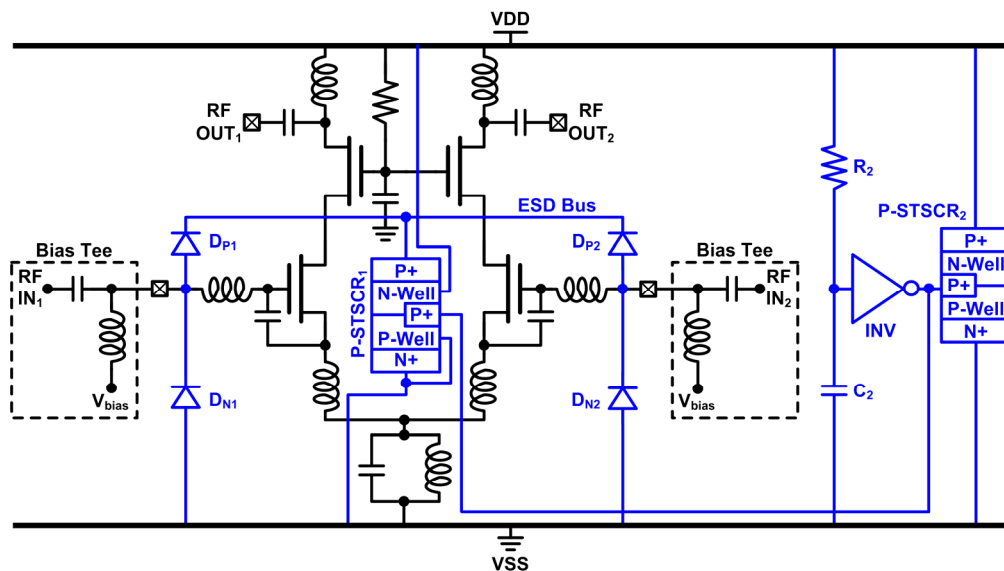 VDD
RF
OUT1
RF
OUT2
R2
ESD Bus
P-STSCR2
Bias Tee
DP1
DP2
Bias Tee
P+
N-Well
P+
P-Well
N+
RF
IN1
P-STSCR1
P+
N-Well
P+
P-Well
N+
RF
IN2
INV
Vbias
DN1
DN2
Vbias
C2
VSS